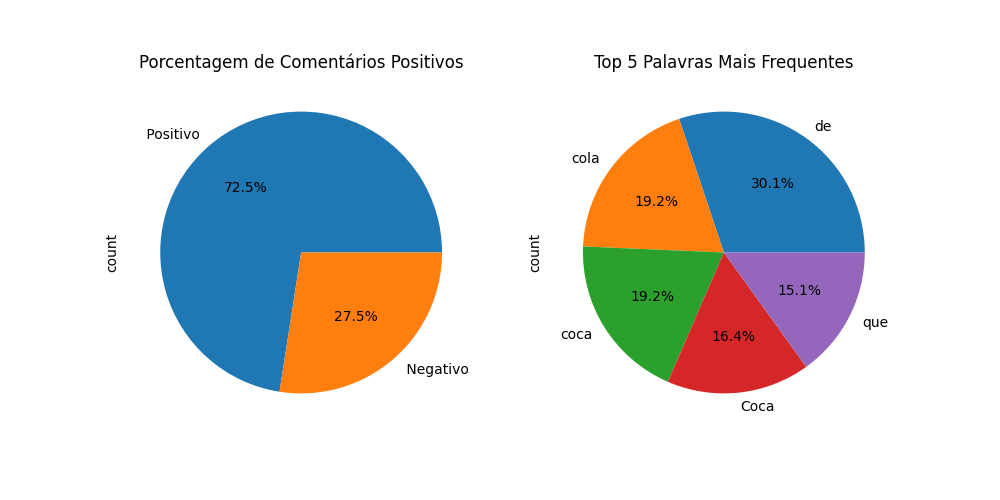 Porcentagem de Comentários Positivos
Positivo
72.5%
27.5%
Negativo
count
Top 5 Palavras Mais Frequentes
de
30.1%
cola
19.2%
coca
19.2%
Coca
16.4%
que
15.1%
count